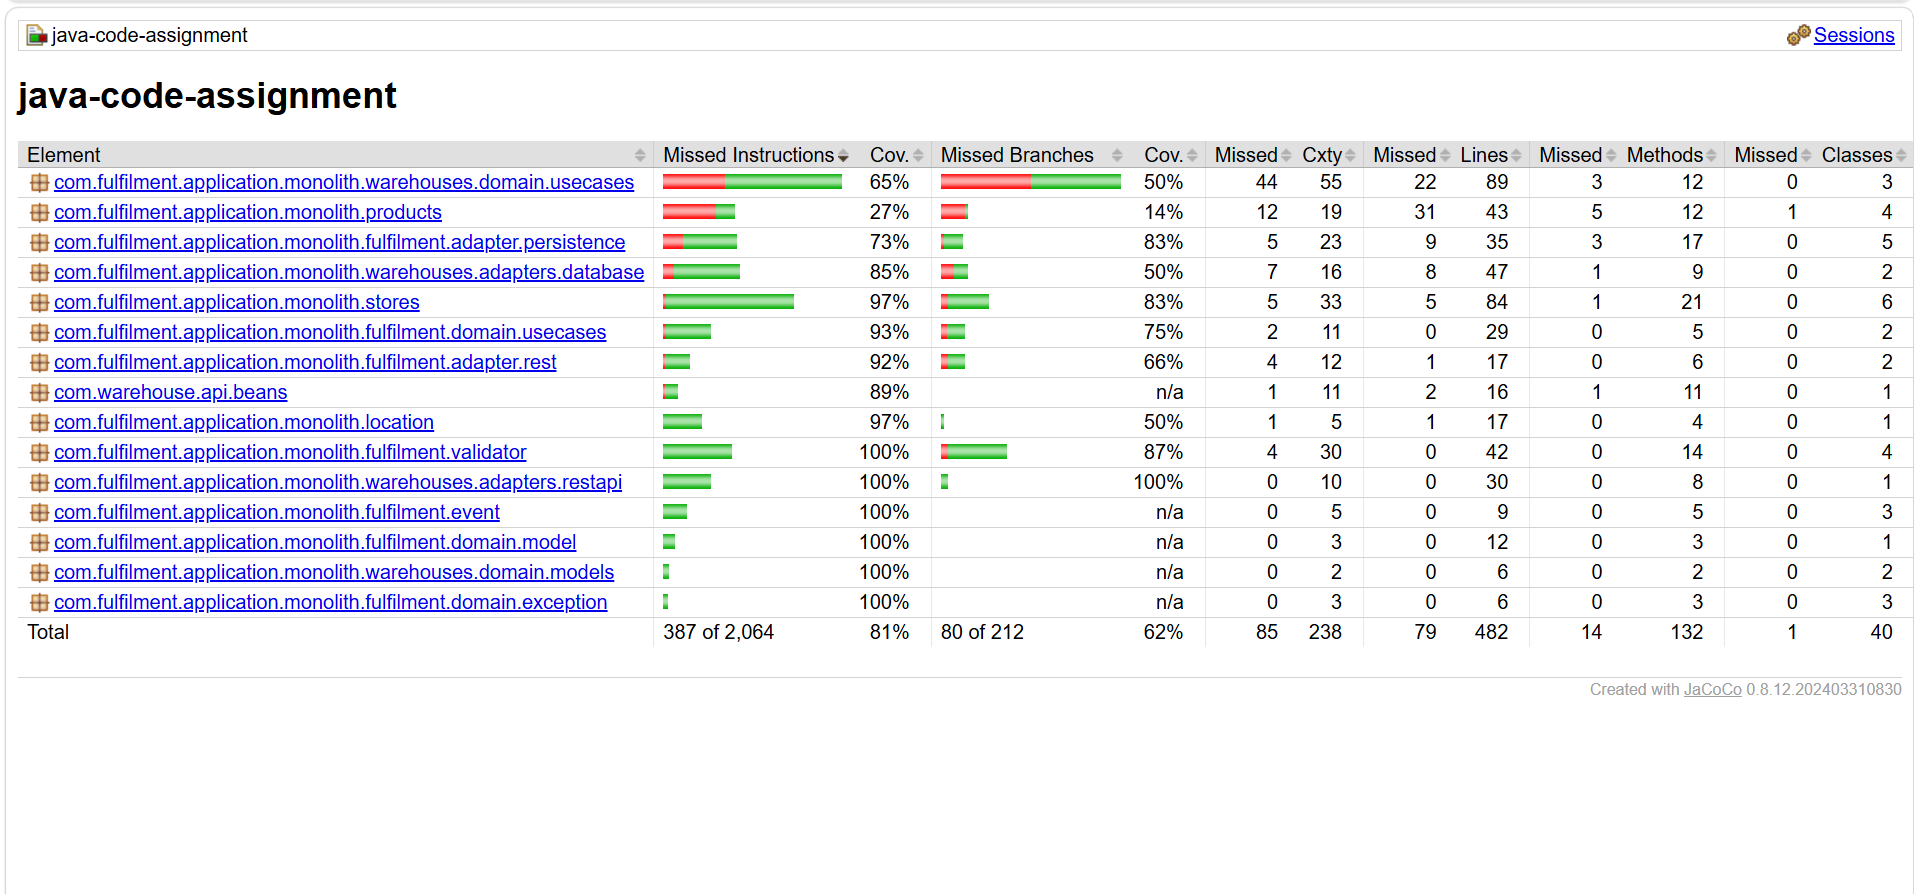 java-code-assignment Sessions
java-code-assignment
Element Missed Instructions Cov. Missed Branches Cov. Missed Cxty Missed Lines Missed Methods Missed Classes
com.fulfilment.application.monolith.warehouses.domain.usecases 65% 50% 44 55 22 89 3 12 0 3
com.fulfilment.application.monolith.products 27% 14% 12 19 31 43 5 12 1 4
com.fulfilment.application.monolith.fulfilment.adapter.persistence 73% 83% 5 23 9 35 3 17 0 5
com.fulfilment.application.monolith.warehouses.adapters.database 85% 50% 7 16 8 47 1 9 0 2
com.fulfilment.application.monolith.stores 97% 83% 5 33 5 84 1 21 0 6
com.fulfilment.application.monolith.fulfilment.domain.usecases 93% 75% 2 11 0 29 0 5 0 2
com.fulfilment.application.monolith.fulfilment.adapter.rest 92% 66% 4 12 1 17 0 6 0 2
com.warehouse.api.beans 89% n/a 1 11 2 16 1 11 0 1
com.fulfilment.application.monolith.location 97% 50% 1 5 1 17 0 4 0 1
com.fulfilment.application.monolith.fulfilment.validator 100% 87% 4 30 0 42 0 14 0 4
com.fulfilment.application.monolith.warehouses.adapters.restapi 100% 100% 0 10 0 30 0 8 0 1
com.fulfilment.application.monolith.fulfilment.event 100% n/a 0 5 0 9 0 5 0 3
com.fulfilment.application.monolith.fulfilment.domain.model 100% n/a 0 3 0 12 0 3 0 1
com.fulfilment.application.monolith.warehouses.domain.models 100% n/a 0 2 0 6 0 2 0 2
com.fulfilment.application.monolith.fulfilment.domain.exception 100% n/a 0 3 0 6 0 3 0 3
Total 387 of 2,064 81% 80 of 212 62% 85 238 79 482 14 132 1 40
Created with JaCoCo 0.8.12.202403310830